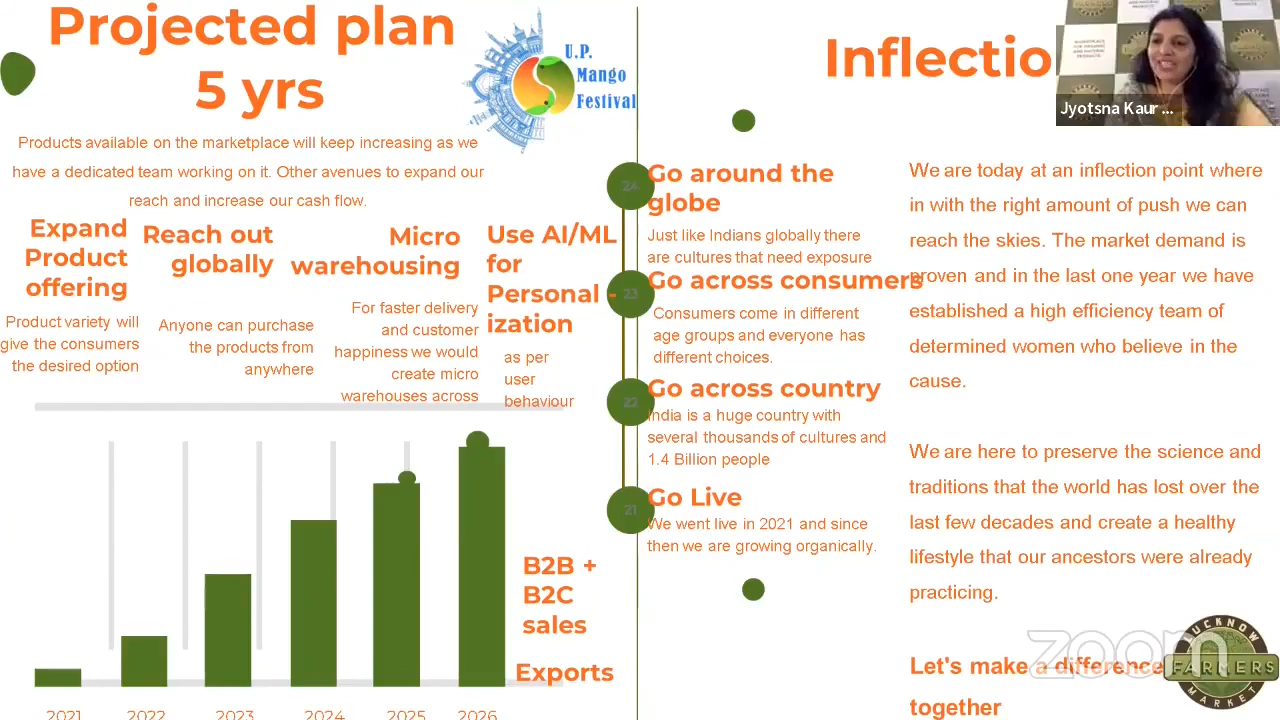 Projected plan
5 yrs
U.P.
Mango
Festival
Products available on the marketplace will keep increasing as we
have a dedicated team working on it. Other avenues to expand our
reach and increase our cash flow.
Expand
Product
offering
Product variety will
give the consumers
the desired option
Reach out
globally
Anyone can purchase
the products from
anywhere
Micro
warehousing
For faster delivery
and customer
happiness we would
create micro
warehouses across
Use AI/ML
for
Personal -
ization
as per
user
behaviour
B2B +
B2C
sales
Exports
2021 2022 2023 2024 2025 2026
Inflectio
24
Go around the
globe
Just like Indians globally there
are cultures that need exposure
23
Go across consumers
Consumers come in different
age groups and everyone has
different choices.
22
Go across country
India is a huge country with
several thousands of cultures and
1.4 Billion people
21
Go Live
We went live in 2021 and since
then we are growing organically.
We are today at an inflection point where
in with the right amount of push we can
reach the skies. The market demand is
proven and in the last one year we have
established a high efficiency team of
determined women who believe in the
cause.
We are here to preserve the science and
traditions that the world has lost over the
last few decades and create a healthy
lifestyle that our ancestors were already
practicing.
Let's make a difference
together
Jyotsna Kaur ...
zoom
LUCKNOW
FARMERS
MARKET